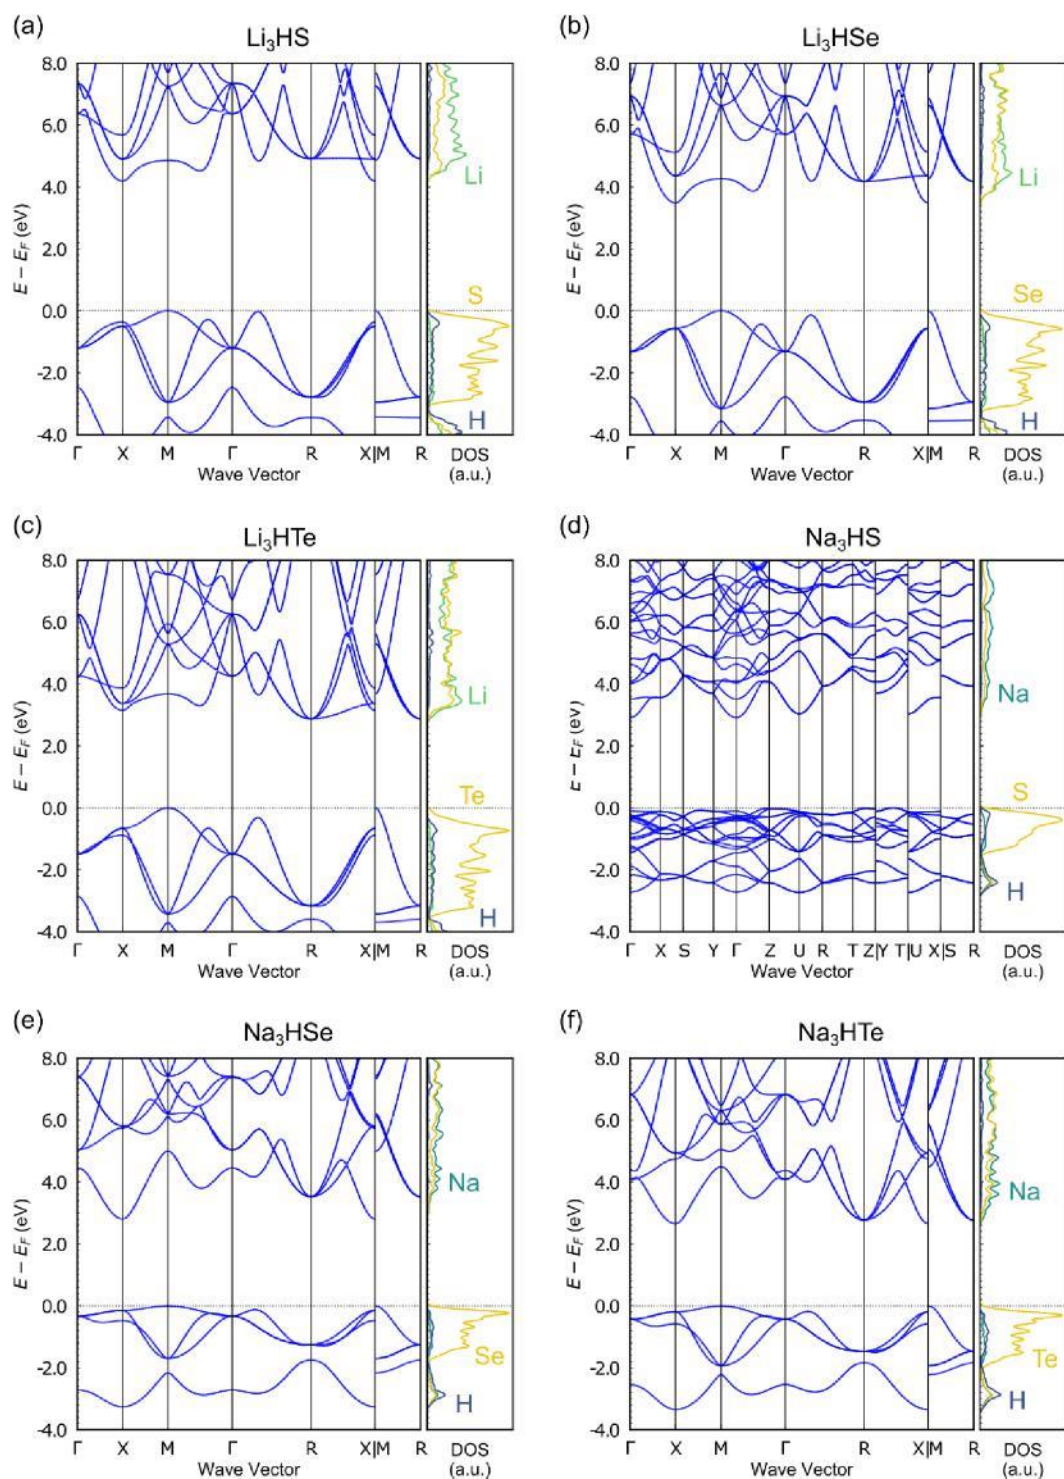 (a)
Li₃HS
8.0
6.0
4.0
2.0
0.0
-2.0
-4.0
E − E_F (eV)
Li
S
H
Γ X M Γ R X|M R
Wave Vector
DOS
(a.u.)
(b)
Li₃HSe
8.0
6.0
4.0
2.0
0.0
-2.0
-4.0
E − E_F (eV)
Li
Se
H
Γ X M Γ R X|M R
Wave Vector
DOS
(a.u.)
(c)
Li₃HTe
8.0
6.0
4.0
2.0
0.0
-2.0
-4.0
E − E_F (eV)
Li
Te
H
Γ X M Γ R X|M R
Wave Vector
DOS
(a.u.)
(d)
Na₃HS
8.0
6.0
4.0
2.0
0.0
-2.0
-4.0
E − E_F (eV)
Na
S
H
Γ X S Y Γ Z U R T Z|Y T|U X|S R
Wave Vector
DOS
(a.u.)
(e)
Na₃HSe
8.0
6.0
4.0
2.0
0.0
-2.0
-4.0
E − E_F (eV)
Na
Se
H
Γ X M Γ R X|M R
Wave Vector
DOS
(a.u.)
(f)
Na₃HTe
8.0
6.0
4.0
2.0
0.0
-2.0
-4.0
E − E_F (eV)
Na
Te
H
Γ X M Γ R X|M R
Wave Vector
DOS
(a.u.)